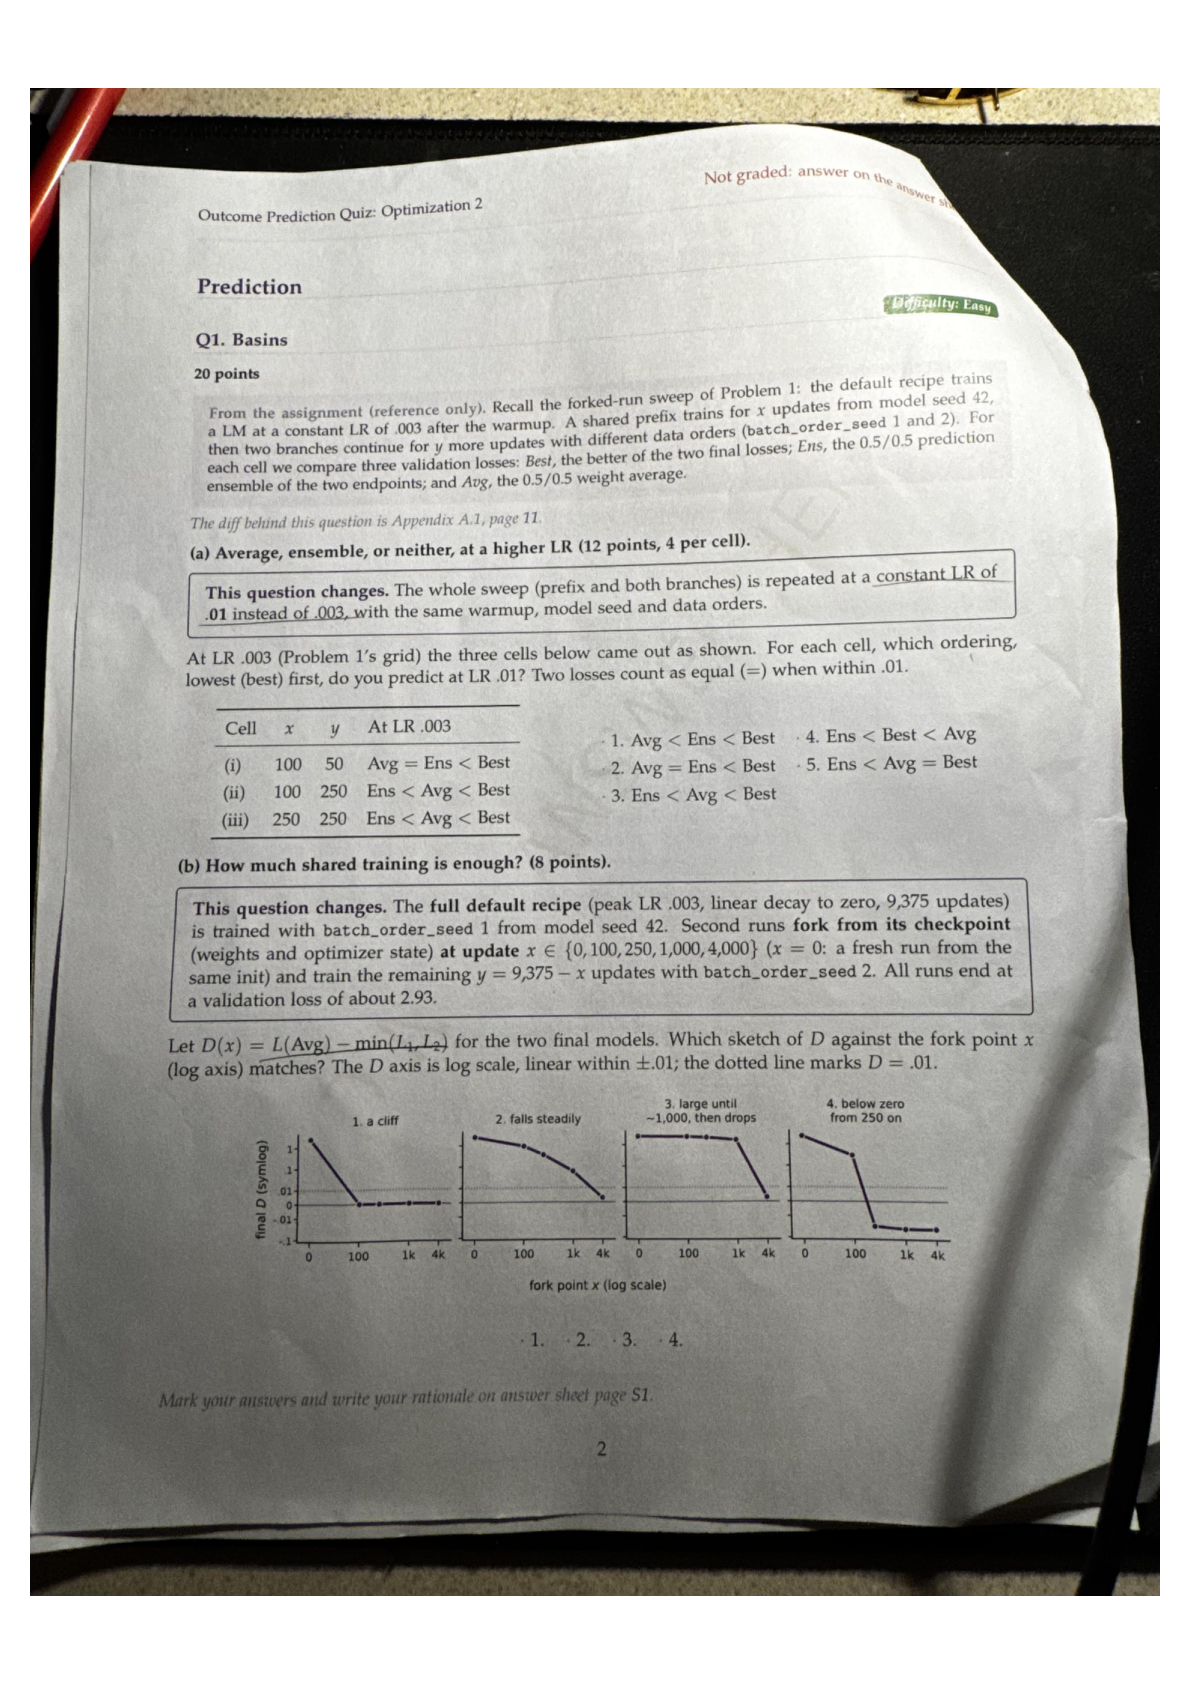 Not graded: answer on the answer
Outcome Prediction Quiz: Optimization 2
Prediction
Difficulty: Easy
Q1. Basins
20 points
From the assignment (reference only). Recall the forked-run sweep of Problem 1: the default recipe trains
a LM at a constant LR of .003 after the warmup. A shared prefix trains for x updates from model seed 42,
then two branches continue for y more updates with different data orders (batch_order_seed 1 and 2). For
each cell we compare three validation losses: Best, the better of the two final losses; Ens, the 0.5/0.5 prediction
ensemble of the two endpoints; and Avg, the 0.5/0.5 weight average.
The diff behind this question is Appendix A.1, page 11.
(a) Average, ensemble, or neither, at a higher LR (12 points, 4 per cell).
This question changes. The whole sweep (prefix and both branches) is repeated at a constant LR of
.01 instead of .003, with the same warmup, model seed and data orders.
At LR .003 (Problem 1's grid) the three cells below came out as shown. For each cell, which ordering,
lowest (best) first, do you predict at LR .01? Two losses count as equal (=) when within .01.
Cell x y At LR .003
(i) 100 50 Avg = Ens < Best
(ii) 100 250 Ens < Avg < Best
(iii) 250 250 Ens < Avg < Best
· 1. Avg < Ens < Best · 4. Ens < Best < Avg
· 2. Avg = Ens < Best · 5. Ens < Avg = Best
· 3. Ens < Avg < Best
(b) How much shared training is enough? (8 points).
This question changes. The full default recipe (peak LR .003, linear decay to zero, 9,375 updates)
is trained with batch_order_seed 1 from model seed 42. Second runs fork from its checkpoint
(weights and optimizer state) at update x ∈ {0, 100, 250, 1,000, 4,000} (x = 0: a fresh run from the
same init) and train the remaining y = 9,375 − x updates with batch_order_seed 2. All runs end at
a validation loss of about 2.93.
Let D(x) = L(Avg) − min(L₁, L₂) for the two final models. Which sketch of D against the fork point x
(log axis) matches? The D axis is log scale, linear within ±.01; the dotted line marks D = .01.
1. a cliff
2. falls steadily
3. large until
~1,000, then drops
4. below zero
from 250 on
final D (symlog)
1
.1
.01
0
-.01
-.1
0 100 1k 4k
0 100 1k 4k
0 100 1k 4k
0 100 1k 4k
fork point x (log scale)
· 1. · 2. · 3. · 4.
Mark your answers and write your rationale on answer sheet page S1.
2